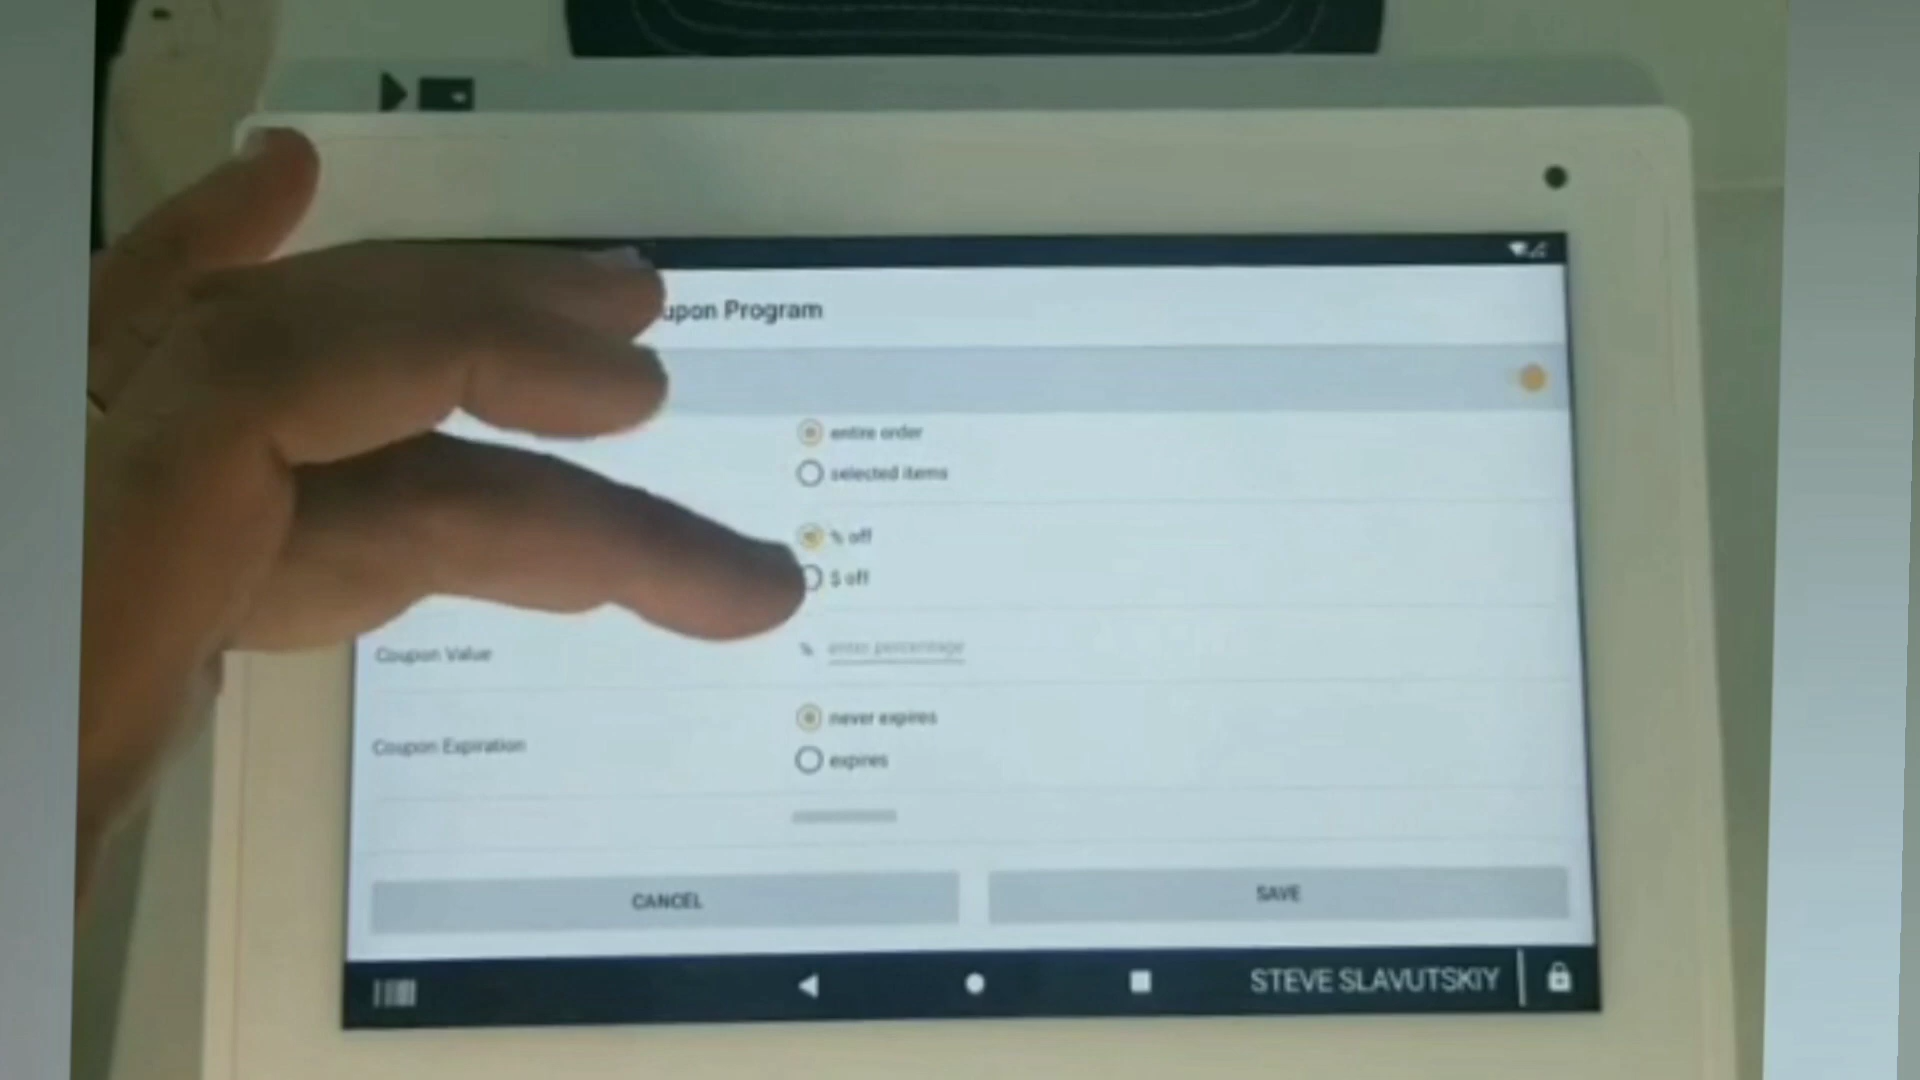 upon Program
entire order
selected items
% off
$ off
Coupon Value
% enter percentage
Coupon Expiration
never expires
expires
CANCEL
SAVE
STEVE SLAVUTSKIY